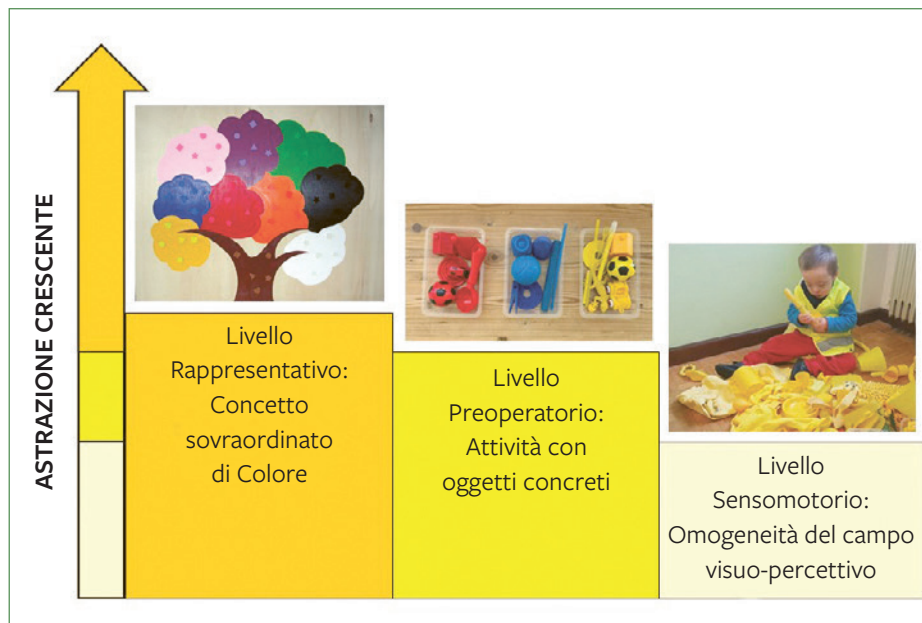 ASTRAZIONE CRESCENTE
Livello
Rappresentativo:
Concetto
sovraordinato
di Colore
Livello
Preoperatorio:
Attività con
oggetti concreti
Livello
Sensomotorio:
Omogeneità del campo
visuo-percettivo